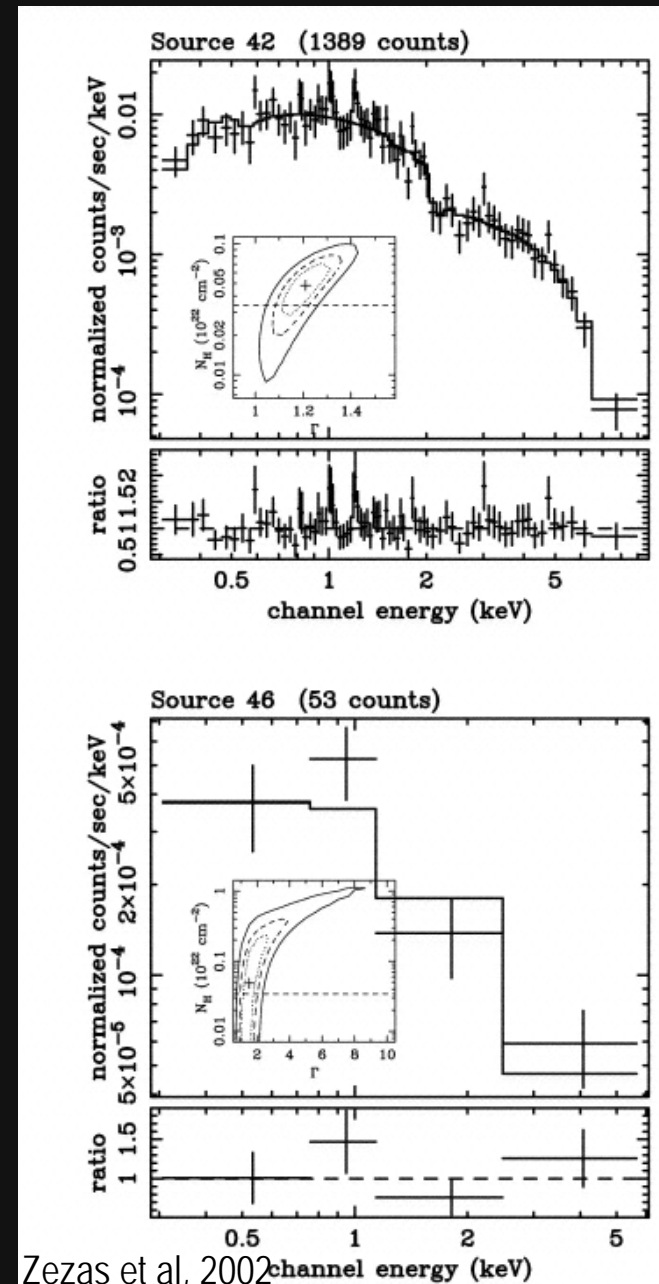 Source 42 (1389 counts)
normalized counts/sec/keV
0.01
10⁻³
10⁻⁴
N_H (10²² cm⁻²)
0.1
0.05
0.02
0.01
1 1.2 1.4
Γ
ratio
0.5 1 1.5 2
0.5 1 2 5
channel energy (keV)
Source 46 (53 counts)
normalized counts/sec/keV
5×10⁻⁴
2×10⁻⁴
10⁻⁴
5×10⁻⁵
N_H (10²² cm⁻²)
1
0.1
0.01
2 4 6 8 10
Γ
ratio
1.5
1
0.5 1 2 5
channel energy (keV)
Zezas et al, 2002